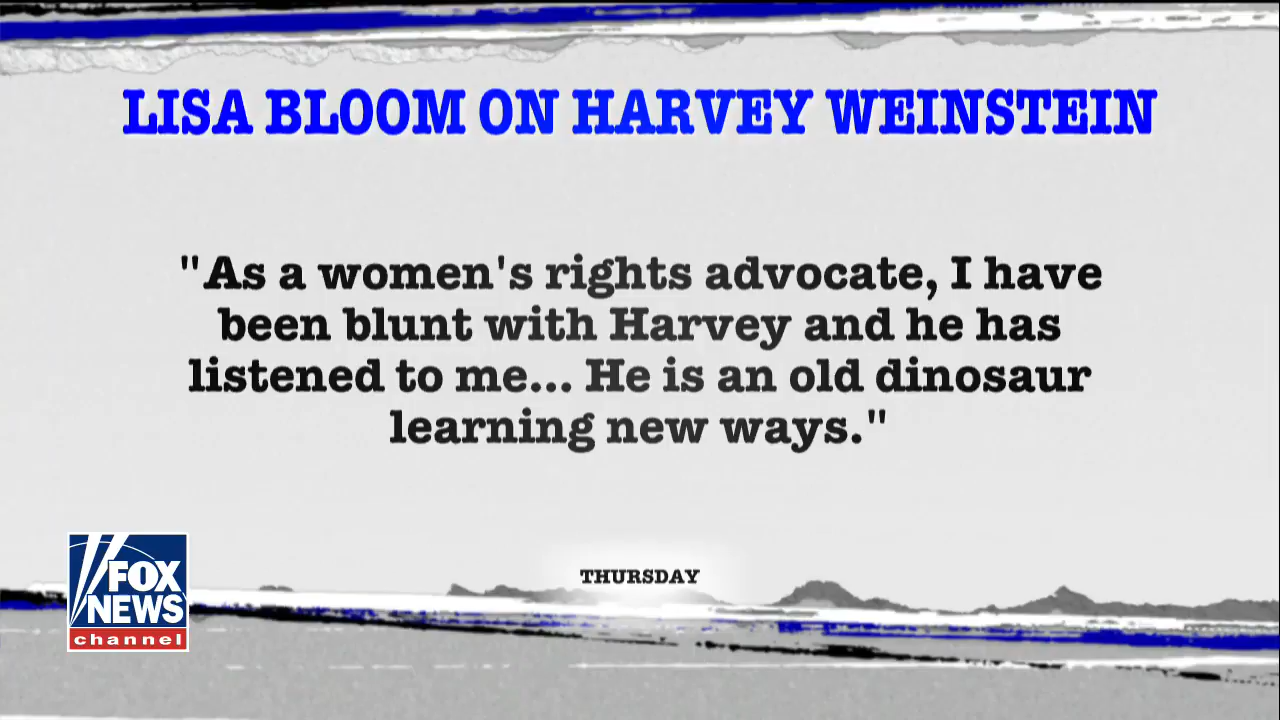 LISA BLOOM ON HARVEY WEINSTEIN
"As a women's rights advocate, I have
been blunt with Harvey and he has
listened to me... He is an old dinosaur
learning new ways."
THURSDAY
FOX
NEWS
channel